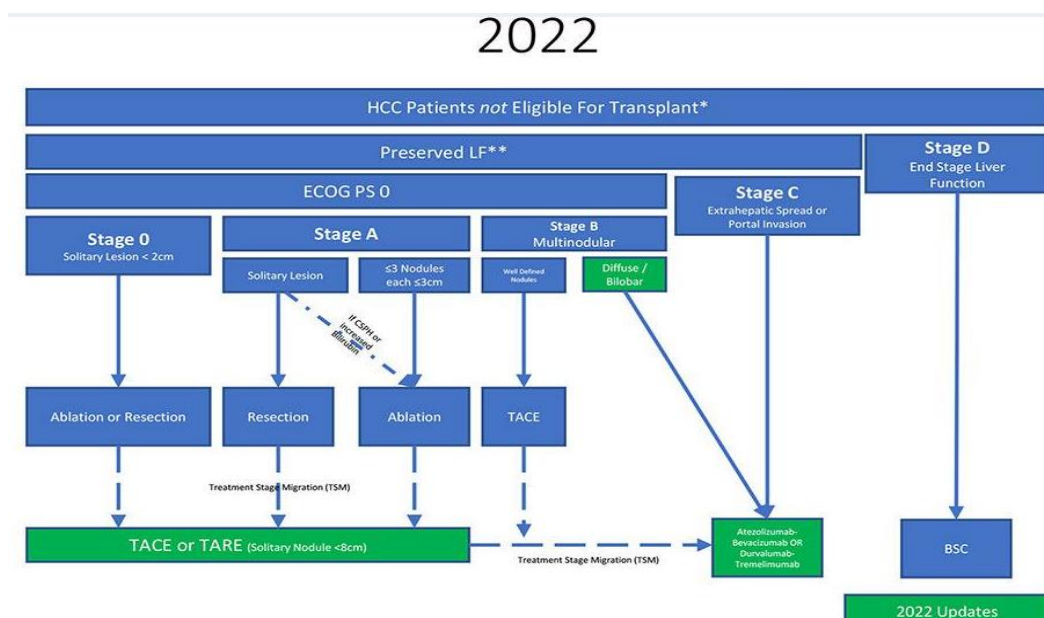 2022
HCC Patients not Eligible For Transplant*
Preserved LF**
Stage D
End Stage Liver
Function
ECOG PS 0
Stage C
Extrahepatic Spread or
Portal Invasion
Stage 0
Solitary Lesion < 2cm
Stage A
Stage B
Multinodular
Solitary Lesion
≤3 Nodules
each ≤3cm
Well Defined
Nodules
Diffuse /
Bilobar
If CSPH or
increased
Bilirubin
Ablation or Resection
Resection
Ablation
TACE
Treatment Stage Migration (TSM)
TACE or TARE (Solitary Nodule <8cm)
Treatment Stage Migration (TSM)
Atezolizumab-
Bevacizumab OR
Durvalumab-
Tremelimumab
BSC
2022 Updates